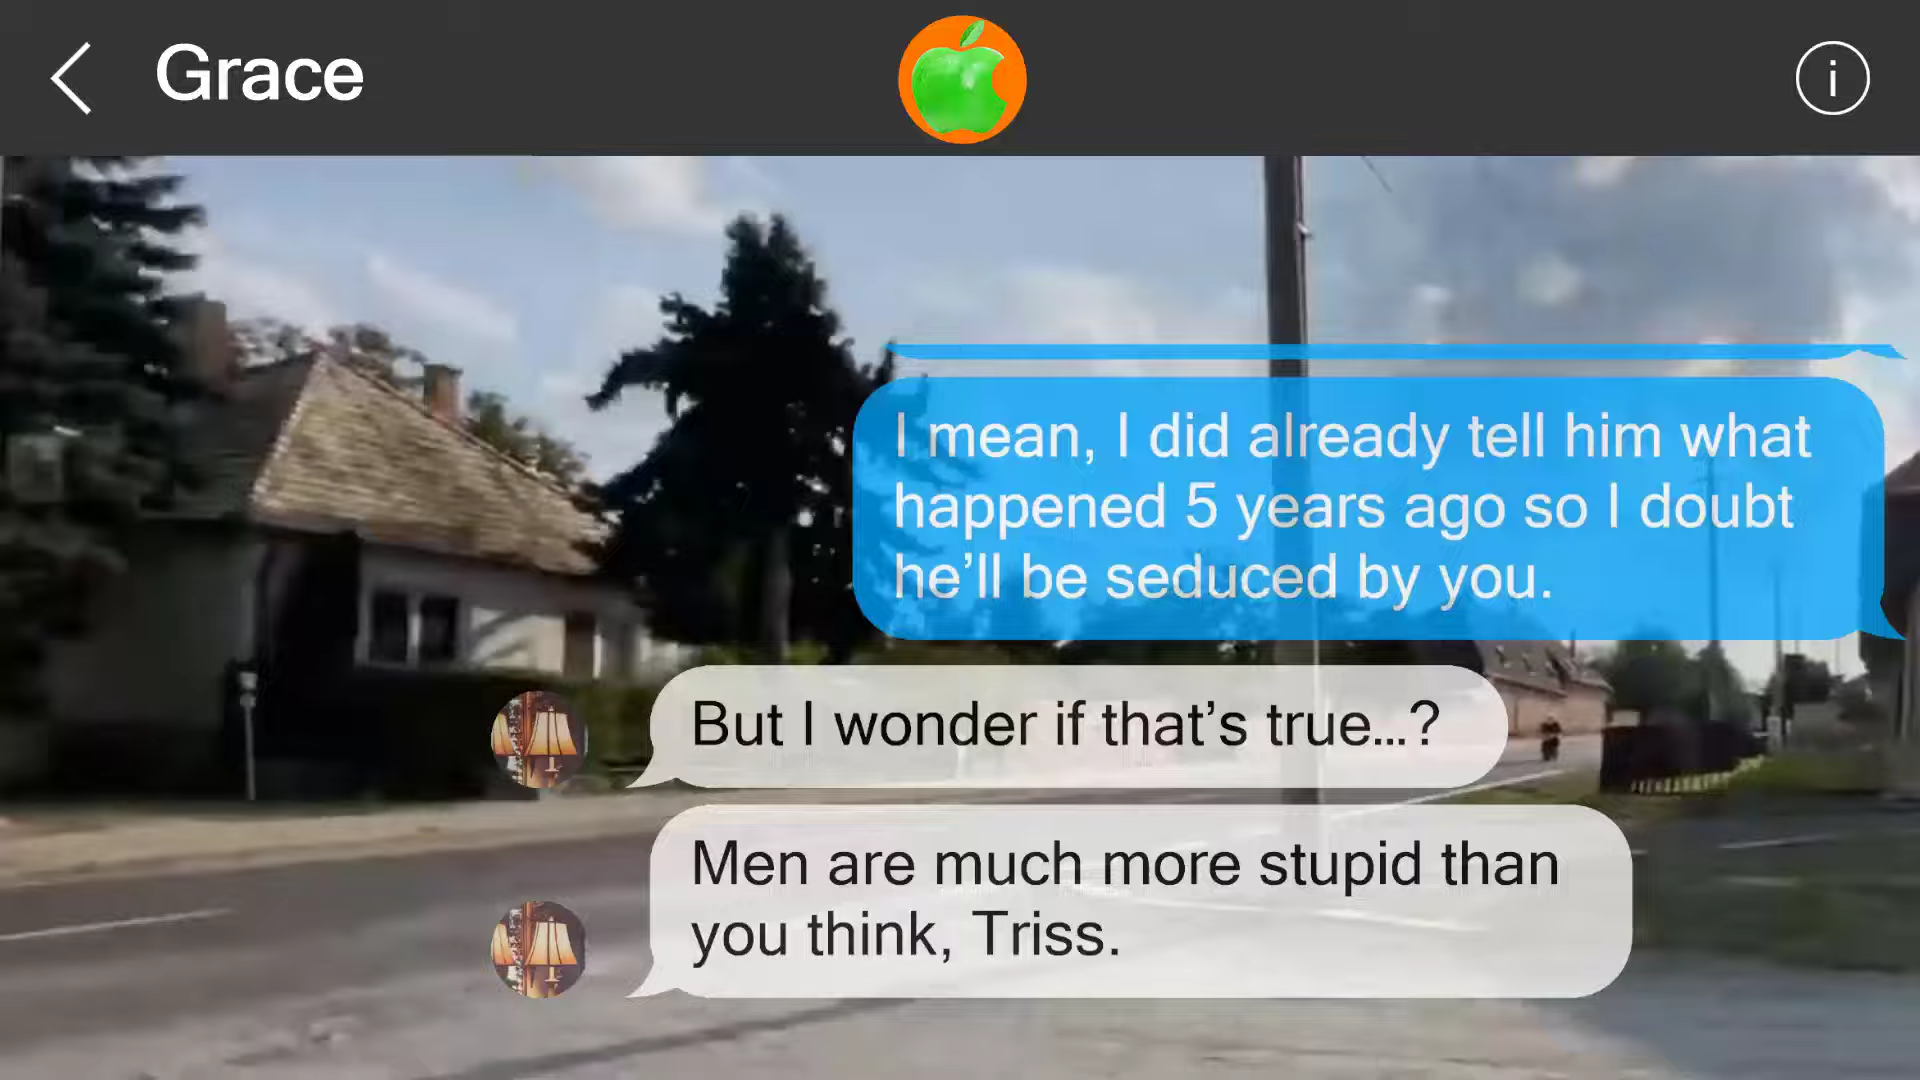 Grace
i
I mean, I did already tell him what
happened 5 years ago so I doubt
he’ll be seduced by you.
But I wonder if that’s true...?
Men are much more stupid than
you think, Triss.